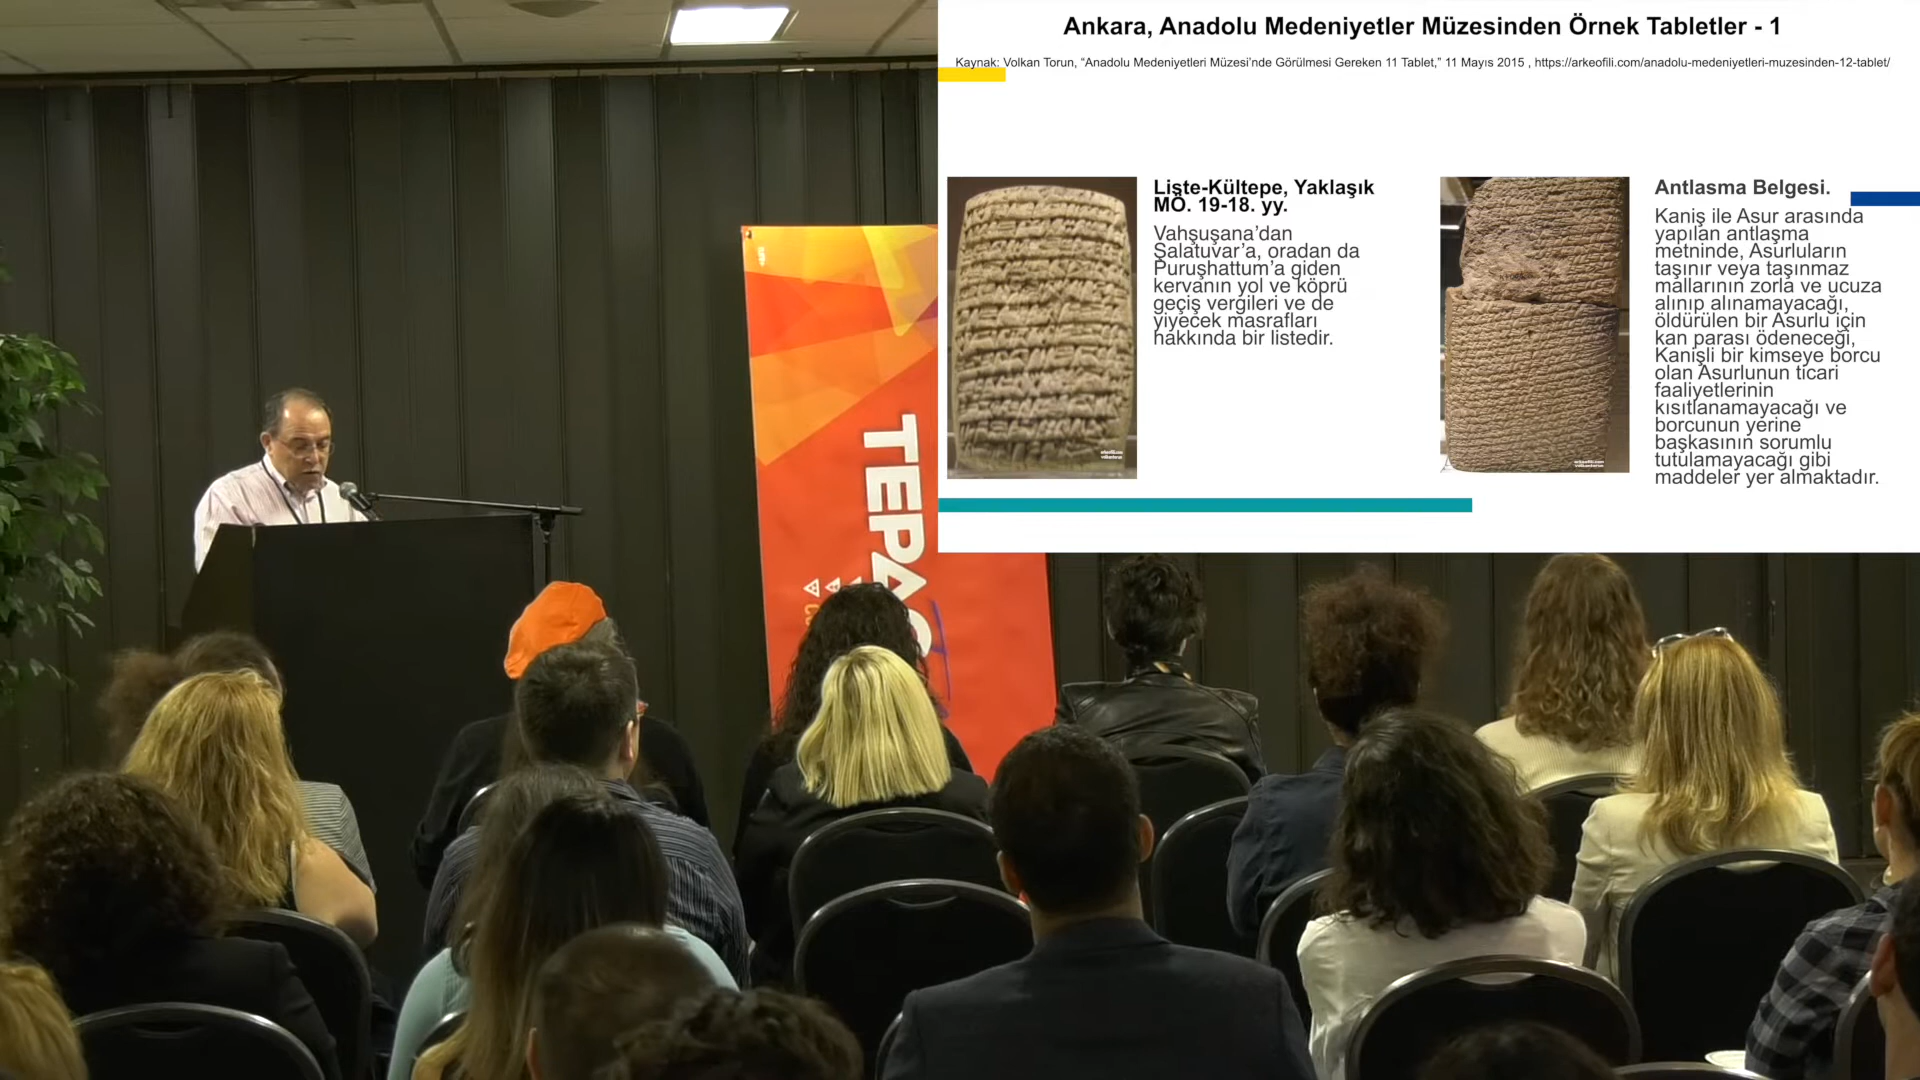 Ankara, Anadolu Medeniyetler Müzesinden Örnek Tabletler - 1
Kaynak: Volkan Torun, “Anadolu Medeniyetleri Müzesi’nde Görülmesi Gereken 11 Tablet,” 11 Mayıs 2015 , https://arkeofili.com/anadolu-medeniyetleri-muzesinden-12-tablet/
Liste-Kültepe, Yaklaşık
MÖ. 19-18. yy.
Vahşuşana’dan
Şalatuvar’a, oradan da
Puruşhattum’a giden
kervanın yol ve köprü
geçiş vergileri ve de
yiyecek masrafları
hakkında bir listedir.
Antlasma Belgesi.
Kaniş ile Asur arasında
yapılan antlaşma
metninde, Asurluların
taşınır veya taşınmaz
mallarının zorla ve ucuza
alınıp alınamayacağı,
öldürülen bir Asurlu için
kan parası ödeneceği,
Kanişli bir kimseye borcu
olan Asurlunun ticari
faaliyetlerinin
kısıtlanamayacağı ve
borcunun yerine
başkasının sorumlu
tutulamayacağı gibi
maddeler yer almaktadır.
TEPAC